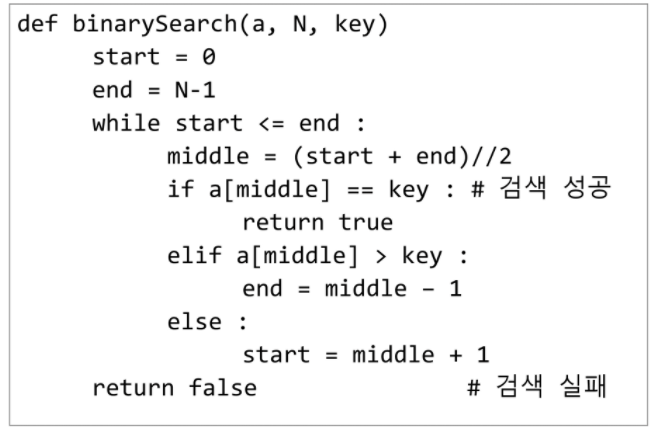 def binarySearch(a, N, key)
start = 0
end = N-1
while start <= end :
middle = (start + end)//2
if a[middle] == key : # 검색 성공
return true
elif a[middle] > key :
end = middle – 1
else :
start = middle + 1
return false # 검색 실패